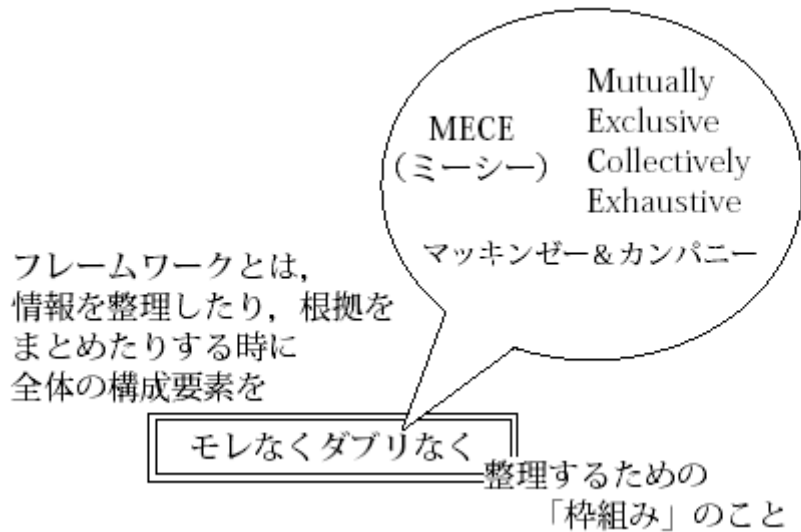 MECE
(ミーシー)
Mutually
Exclusive
Collectively
Exhaustive
マッキンゼー&カンパニー
フレームワークとは,
情報を整理したり,根拠を
まとめたりする時に
全体の構成要素を
モレなくダブリなく
整理するための
「枠組み」のこと